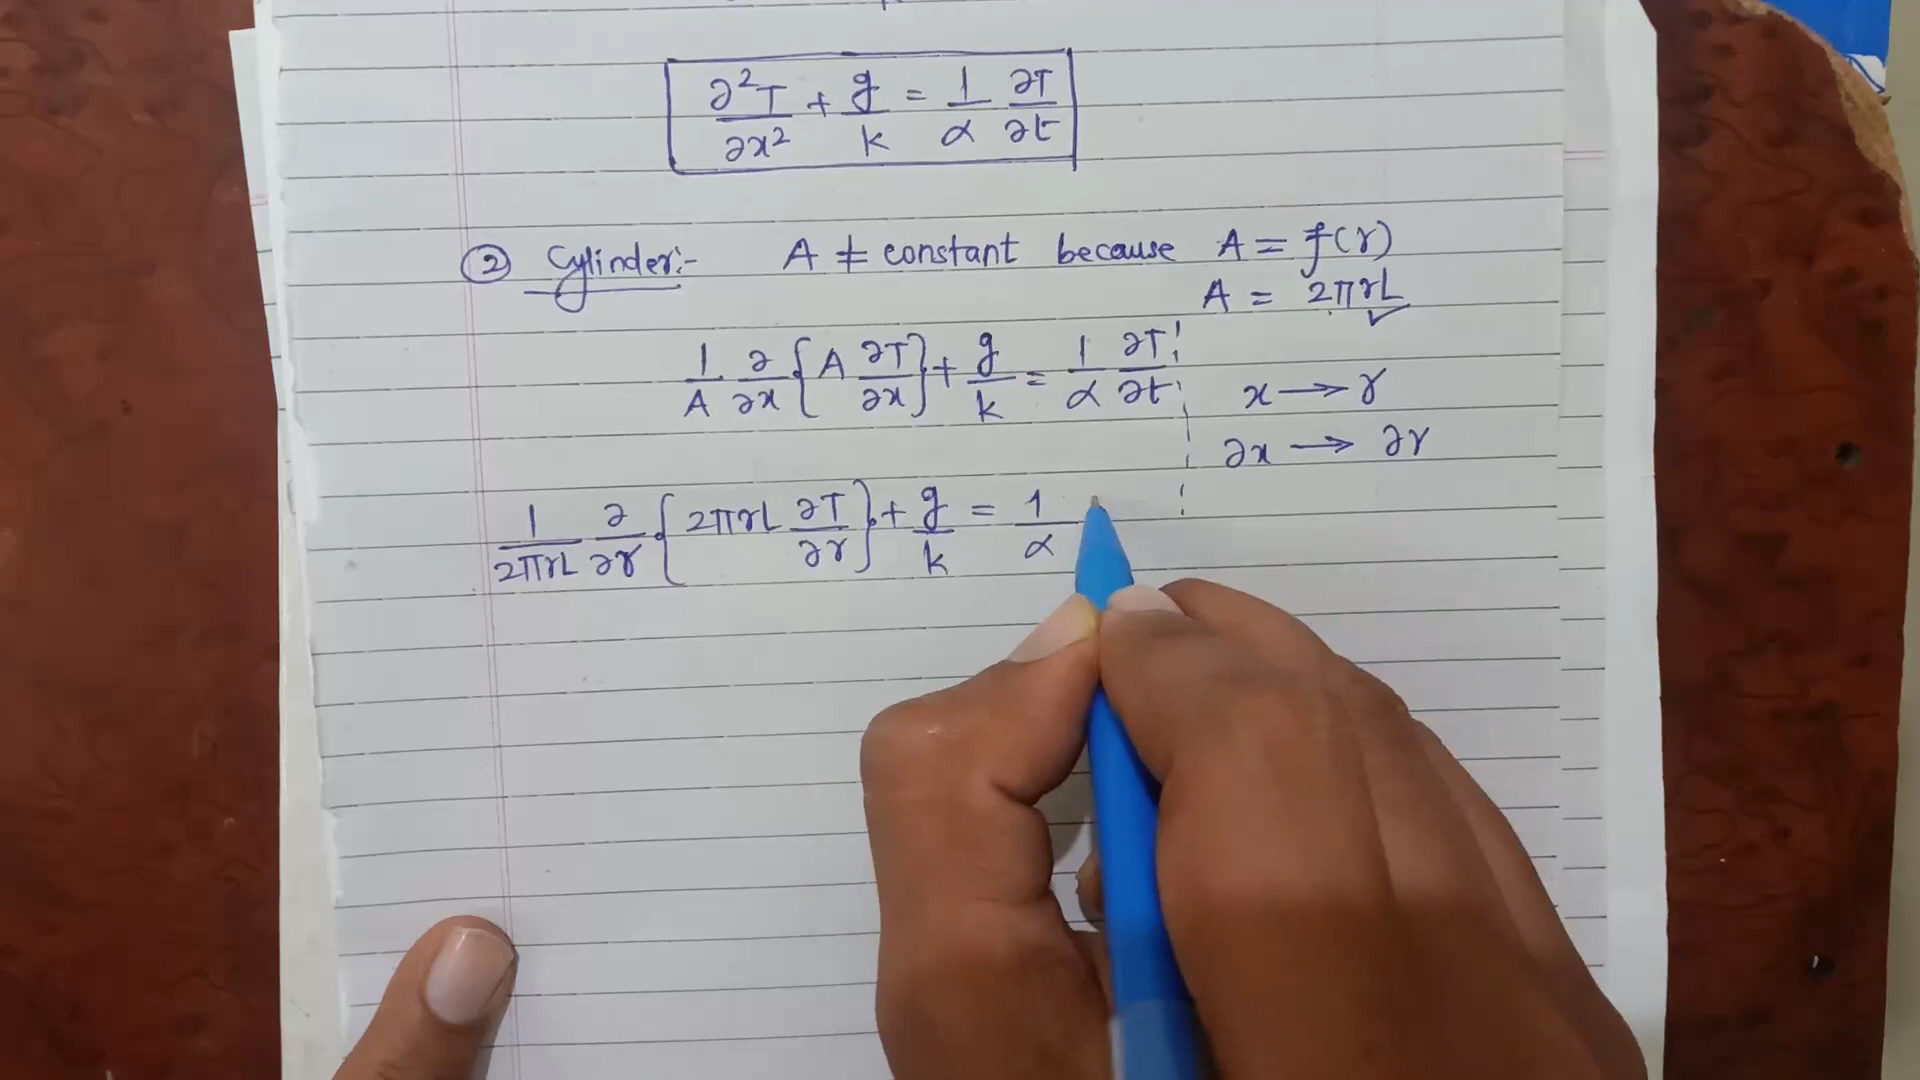 ∂²T/∂x² + g/k = 1/α ∂T/∂t
② Cylinder:- A ≠ constant because A = f(r)
A = 2πrL ✓
1/A ∂/∂x {A ∂T/∂x} + g/k = 1/α ∂T/∂t
x → r
∂x → ∂r
1/2πrL ∂/∂r {2πrL ∂T/∂r} + g/k = 1/α